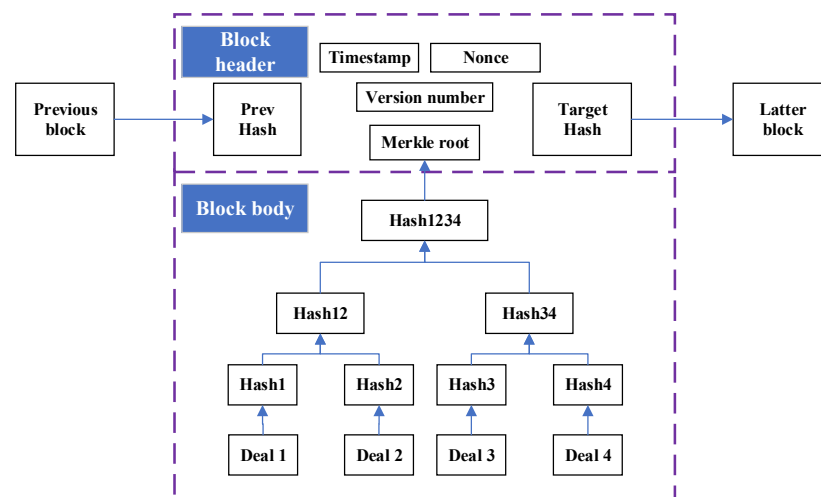 Block
header
Timestamp
Nonce
Previous
block
Prev
Hash
Version number
Target
Hash
Latter
block
Merkle root
Block body
Hash1234
Hash12
Hash34
Hash1
Hash2
Hash3
Hash4
Deal 1
Deal 2
Deal 3
Deal 4